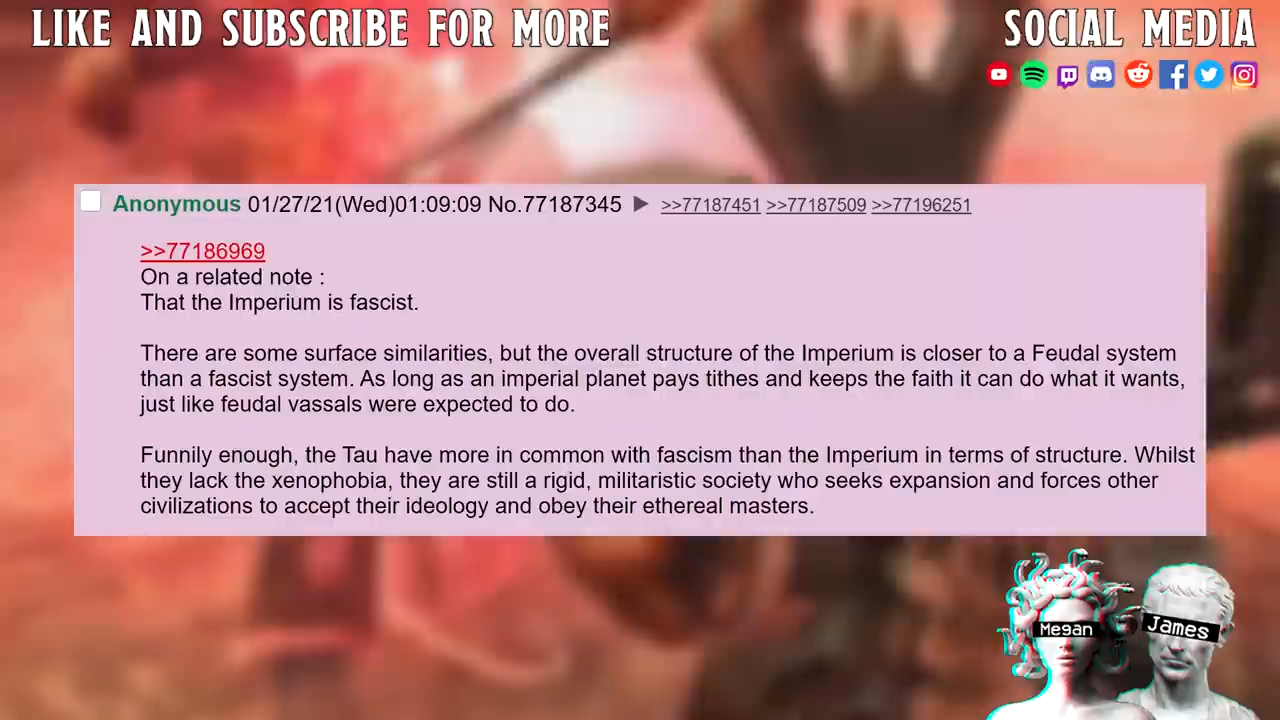 LIKE AND SUBSCRIBE FOR MORE
SOCIAL MEDIA
Anonymous 01/27/21(Wed)01:09:09 No.77187345 ▶ >>77187451 >>77187509 >>77196251
>>77186969
On a related note :
That the Imperium is fascist.
There are some surface similarities, but the overall structure of the Imperium is closer to a Feudal system
than a fascist system. As long as an imperial planet pays tithes and keeps the faith it can do what it wants,
just like feudal vassals were expected to do.
Funnily enough, the Tau have more in common with fascism than the Imperium in terms of structure. Whilst
they lack the xenophobia, they are still a rigid, militaristic society who seeks expansion and forces other
civilizations to accept their ideology and obey their ethereal masters.
Megan
James